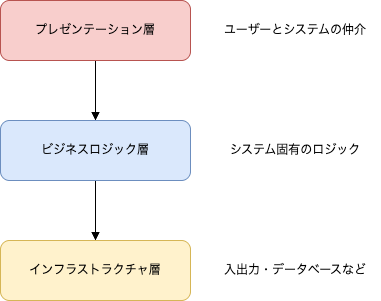 プレゼンテーション層
ユーザーとシステムの仲介
ビジネスロジック層
システム固有のロジック
インフラストラクチャ層
入出力・データベースなど